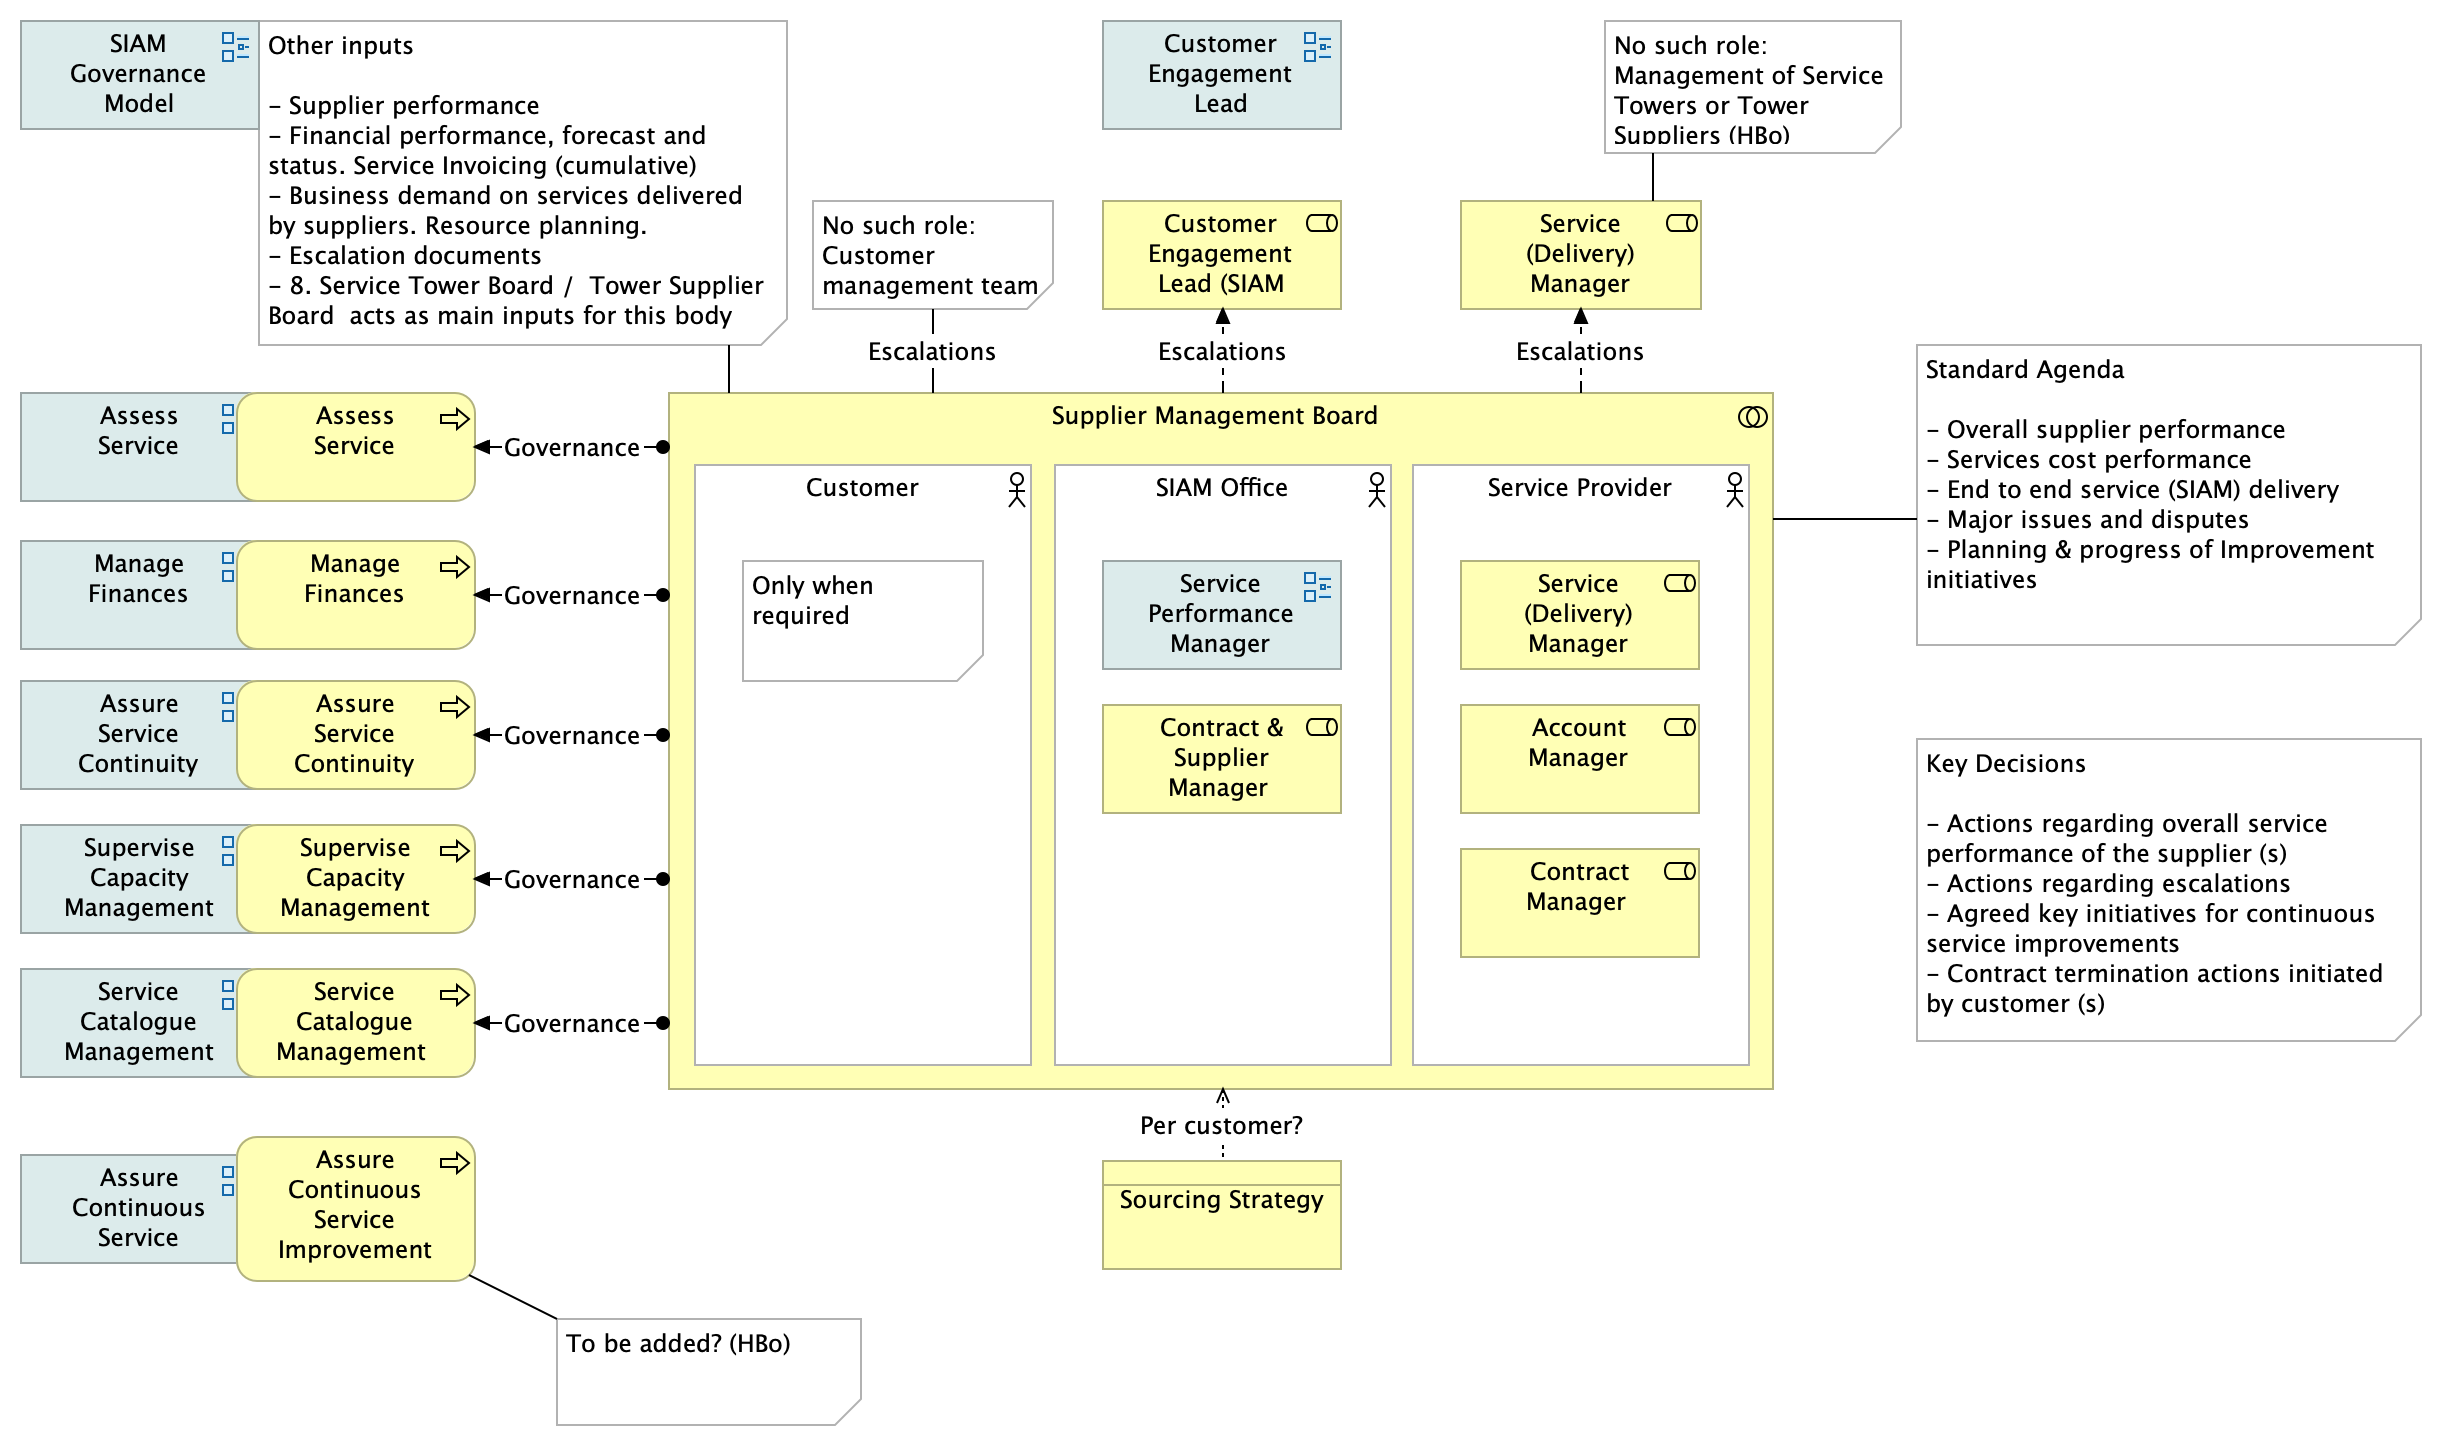 SIAM
Governance
Model
Other inputs
– Supplier performance
– Financial performance, forecast and
status. Service Invoicing (cumulative)
– Business demand on services delivered
by suppliers. Resource planning.
– Escalation documents
– 8. Service Tower Board /  Tower Supplier
Board  acts as main inputs for this body
Customer
Engagement
Lead
No such role:
Management of Service
Towers or Tower
Suppliers (HBo)
No such role:
Customer
management team
Customer
Engagement
Lead (SIAM
Service
(Delivery)
Manager
Escalations
Escalations
Escalations
Standard Agenda
– Overall supplier performance
– Services cost performance
– End to end service (SIAM) delivery
– Major issues and disputes
– Planning & progress of Improvement
initiatives
Assess
Service
Assess
Service
Governance
Manage
Finances
Manage
Finances
Governance
Assure
Service
Continuity
Assure
Service
Continuity
Governance
Supervise
Capacity
Management
Supervise
Capacity
Management
Governance
Service
Catalogue
Management
Service
Catalogue
Management
Governance
Supplier Management Board
Customer
Only when
required
SIAM Office
Service
Performance
Manager
Contract &
Supplier
Manager
Service Provider
Service
(Delivery)
Manager
Account
Manager
Contract
Manager
Key Decisions
– Actions regarding overall service
performance of the supplier (s)
– Actions regarding escalations
– Agreed key initiatives for continuous
service improvements
– Contract termination actions initiated
by customer (s)
Per customer?
Sourcing Strategy
Assure
Continuous
Service
Assure
Continuous
Service
Improvement
To be added? (HBo)